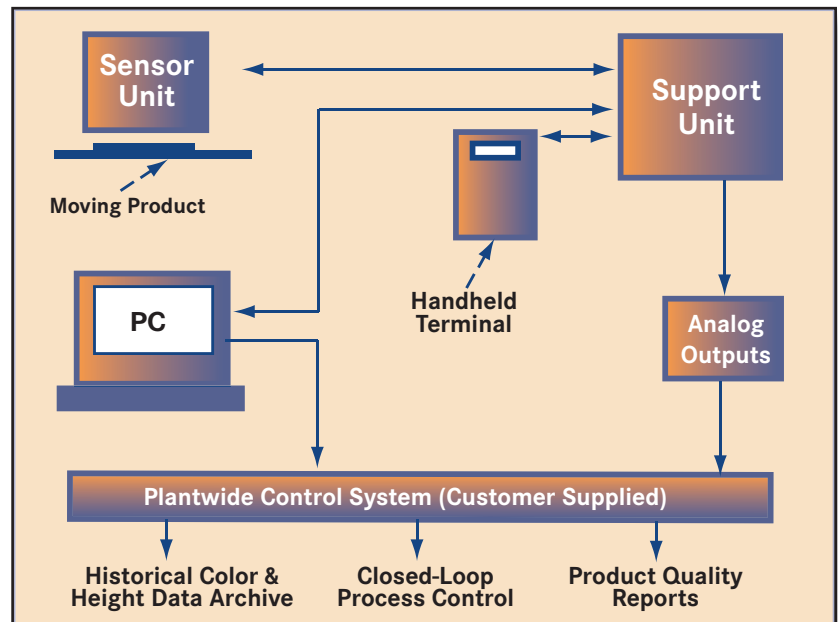 Sensor
Unit
Support
Unit
Moving Product
Handheld
Terminal
PC
Analog
Outputs
Plantwide Control System (Customer Supplied)
Historical Color &
Height Data Archive
Closed-Loop
Process Control
Product Quality
Reports